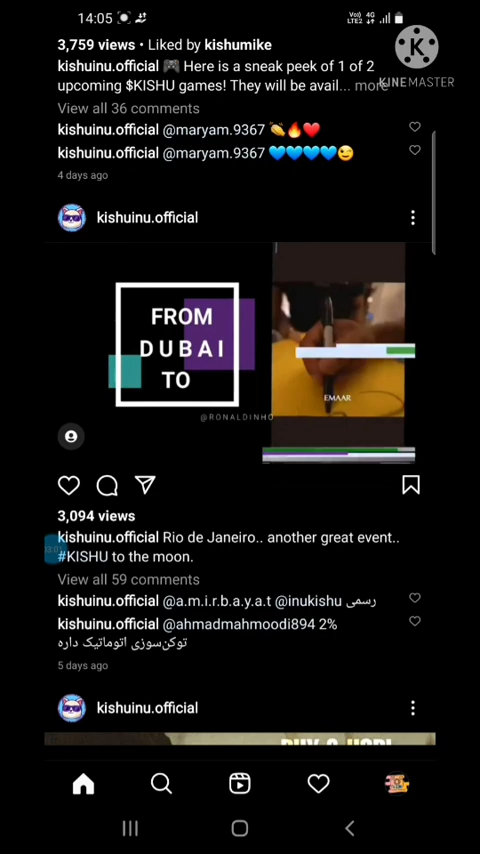 14:05
Vo)) 4G
LTE2
KINEMASTER
3,759 views • Liked by kishumike
kishuinu.official 🎮 Here is a sneak peek of 1 of 2
upcoming $KISHU games! They will be avail... more
View all 36 comments
kishuinu.official @maryam.9367 👏🔥❤️
kishuinu.official @maryam.9367 💙💙💙💙😉
4 days ago
kishuinu.official
FROM
DUBAI
TO
@RONALDINHO
EMAAR
3,094 views
kishuinu.official Rio de Janeiro.. another great event..
#KISHU to the moon.
View all 59 comments
kishuinu.official @a.m.i.r.b.a.y.a.t @inukishu رسمی
kishuinu.official @ahmadmahmoodi894 2%
توکن‌سوزی اتوماتیک داره
5 days ago
kishuinu.official